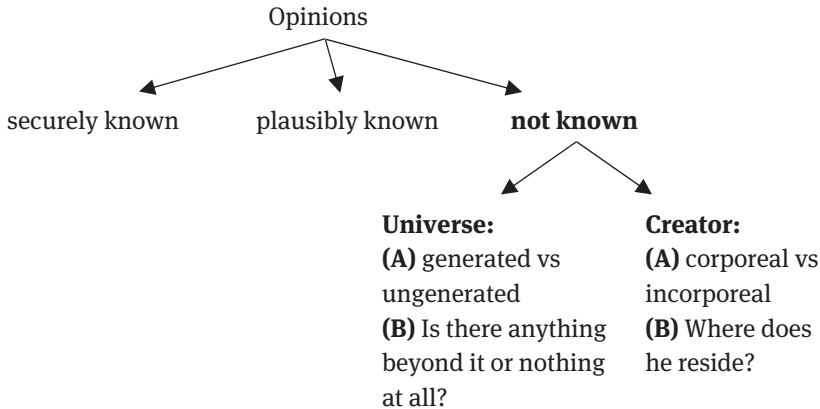 Opinions
securely known
plausibly known
not known
Universe:
(A) generated vs
ungenerated
(B) Is there anything
beyond it or nothing
at all?
Creator:
(A) corporeal vs
incorporeal
(B) Where does
he reside?